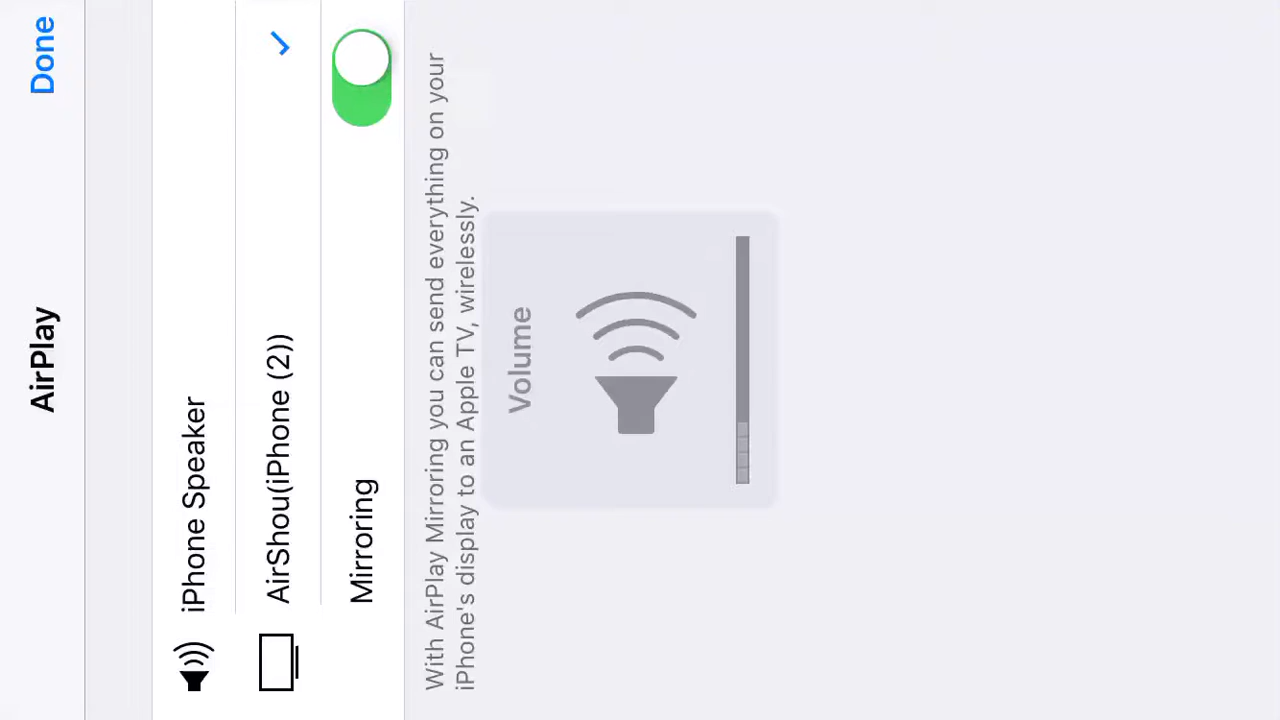 AirPlay
Done
iPhone Speaker
AirShou(iPhone (2))
Mirroring
With AirPlay Mirroring you can send everything on your
iPhone's display to an Apple TV, wirelessly.
Volume